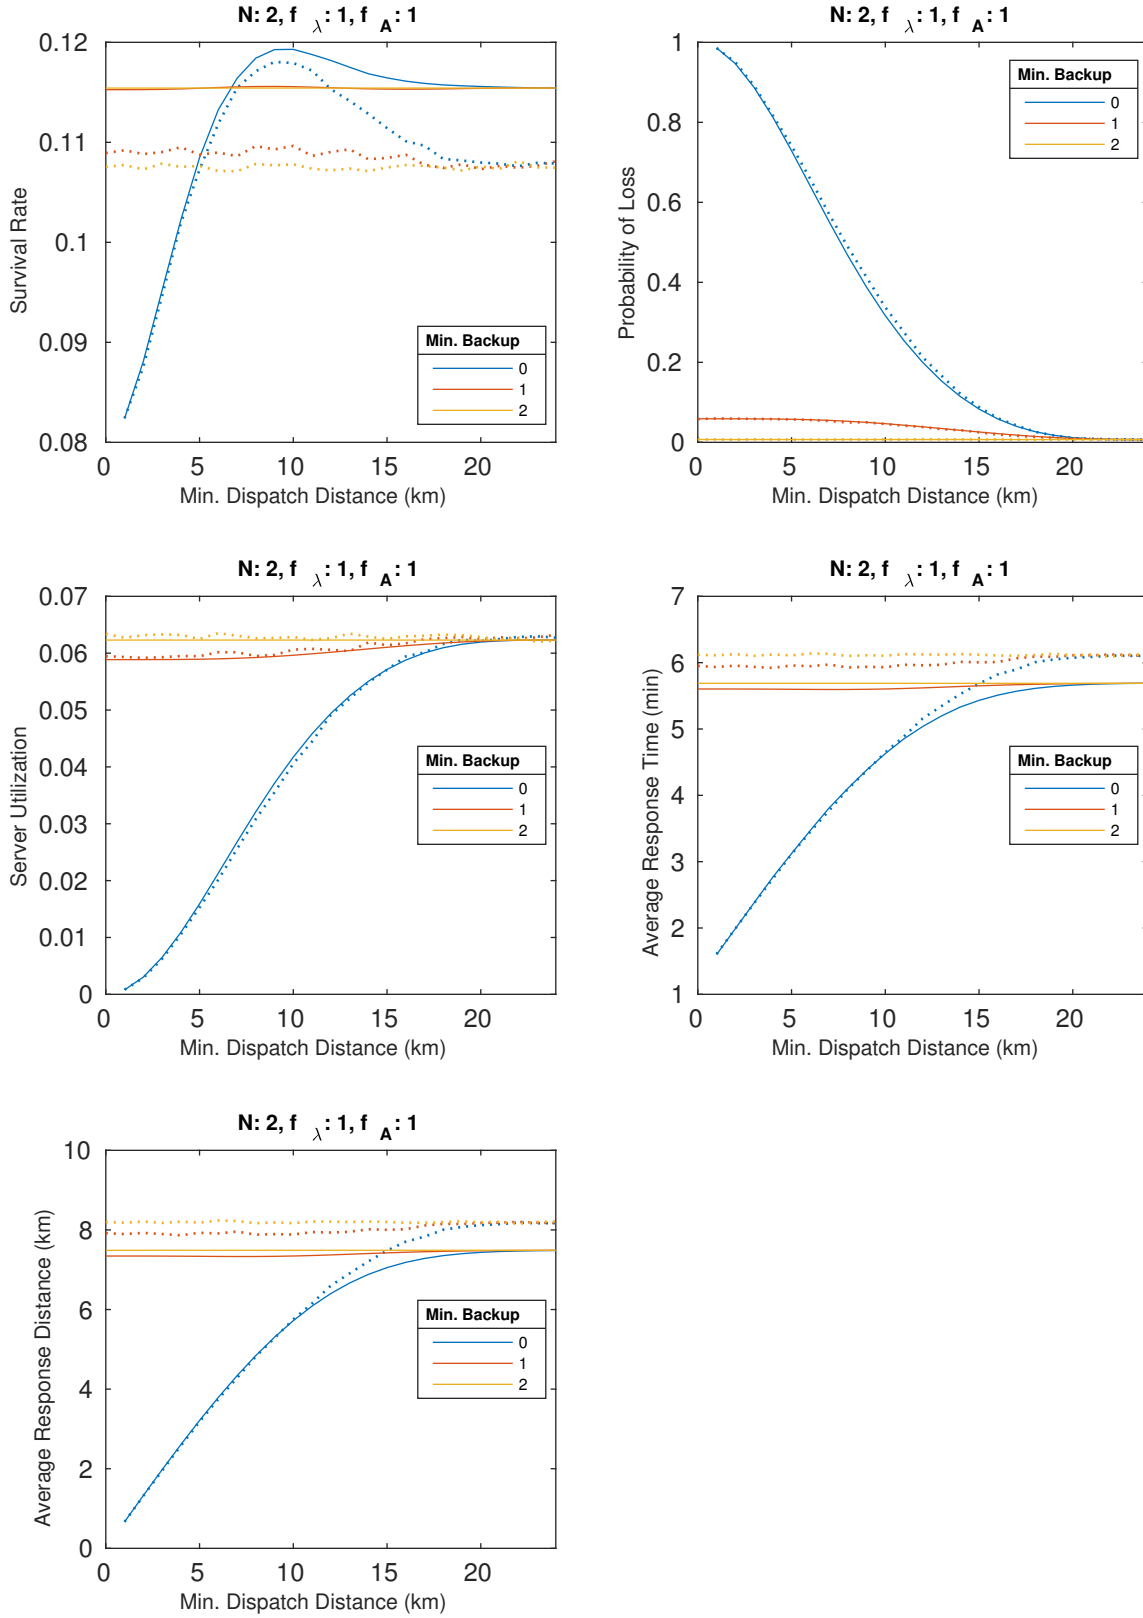 N: 2, f λ : 1, f A : 1
0.12
0.11
0.1
0.09
0.08
Survival Rate
0 5 10 15 20
Min. Dispatch Distance (km)
Min. Backup
0
1
2
N: 2, f λ : 1, f A : 1
1
0.8
0.6
0.4
0.2
0
Probability of Loss
0 5 10 15 20
Min. Dispatch Distance (km)
Min. Backup
0
1
2
N: 2, f λ : 1, f A : 1
0.07
0.06
0.05
0.04
0.03
0.02
0.01
0
Server Utilization
0 5 10 15 20
Min. Dispatch Distance (km)
Min. Backup
0
1
2
N: 2, f λ : 1, f A : 1
7
6
5
4
3
2
1
Average Response Time (min)
0 5 10 15 20
Min. Dispatch Distance (km)
Min. Backup
0
1
2
N: 2, f λ : 1, f A : 1
10
8
6
4
2
0
Average Response Distance (km)
0 5 10 15 20
Min. Dispatch Distance (km)
Min. Backup
0
1
2